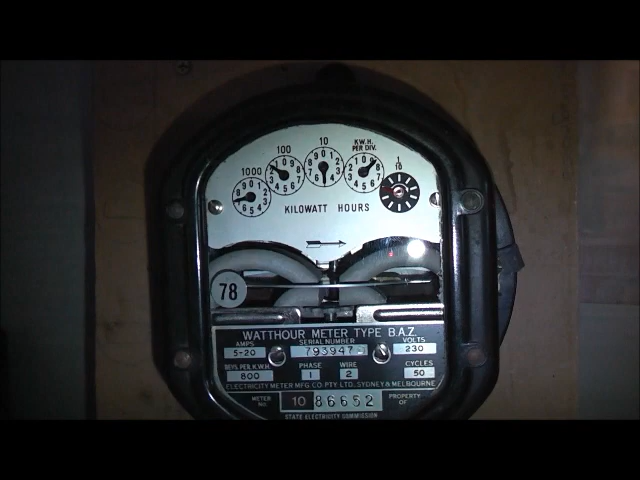 10
100
KW.H.
PER DIV.
1000
1
10
KILOWATT HOURS
78
WATTHOUR METER TYPE B.A.Z.
AMPS SERIAL NUMBER VOLTS
5-20 793947 230
REVS. PER K.W.H. PHASE WIRE CYCLES
800 1 2 50
ELECTRICITY METER MFG. CO. PTY. LTD., SYDNEY & MELBOURNE
METER NO. 10 86652 PROPERTY OF
STATE ELECTRICITY COMMISSION